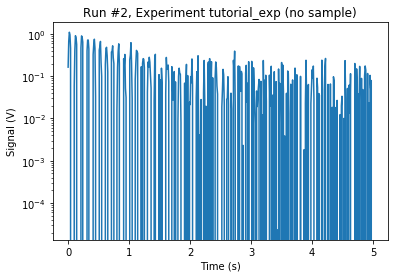 Run #2, Experiment tutorial_exp (no sample)
Signal (V)
10⁰
10⁻¹
10⁻²
10⁻³
10⁻⁴
0 1 2 3 4 5
Time (s)